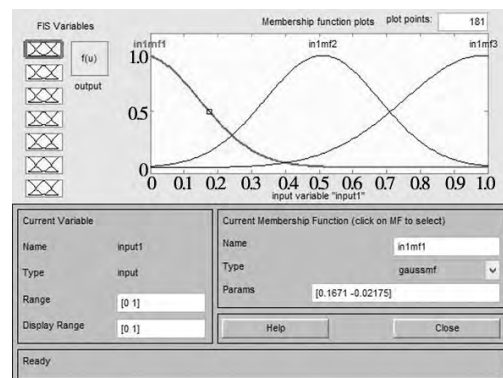 FIS Variables
Membership function plots
plot points:
181
f(u)
output
in1mf1
in1mf2
in1mf3
1.0
0.5
0
0 0.1 0.2 0.3 0.4 0.5 0.6 0.7 0.8 0.9 1.0
input variable "input1"
Current Variable
Name
input1
Type
input
Range
[0 1]
Display Range
[0 1]
Current Membership Function (click on MF to select)
Name
in1mf1
Type
gaussmf
Params
[0.1671 -0.02175]
Help
Close
Ready